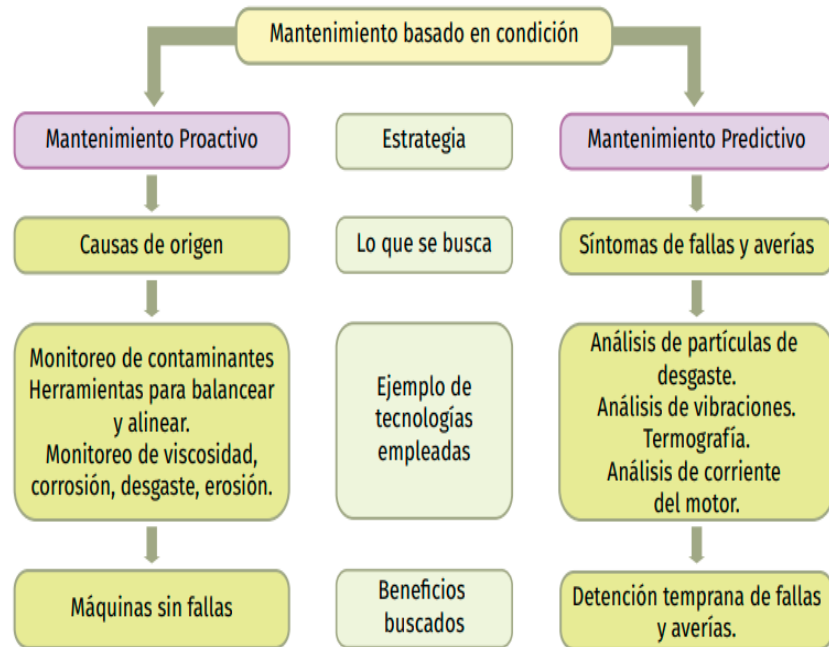 Mantenimiento basado en condición
Mantenimiento Proactivo
Estrategia
Mantenimiento Predictivo
Causas de origen
Lo que se busca
Síntomas de fallas y averías
Monitoreo de contaminantes
Herramientas para balancear
y alinear.
Monitoreo de viscosidad,
corrosión, desgaste, erosión.
Ejemplo de
tecnologías
empleadas
Análisis de partículas de
desgaste.
Análisis de vibraciones.
Termografía.
Análisis de corriente
del motor.
Máquinas sin fallas
Beneficios
buscados
Detención temprana de fallas
y averías.